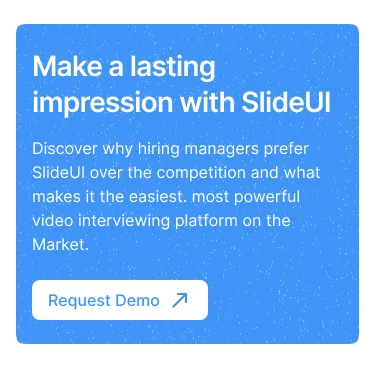 Make a lasting
impression with SlideUI
Discover why hiring managers prefer
SlideUI over the competition and what
makes it the easiest. most powerful
video interviewing platform on the
Market.
Request Demo